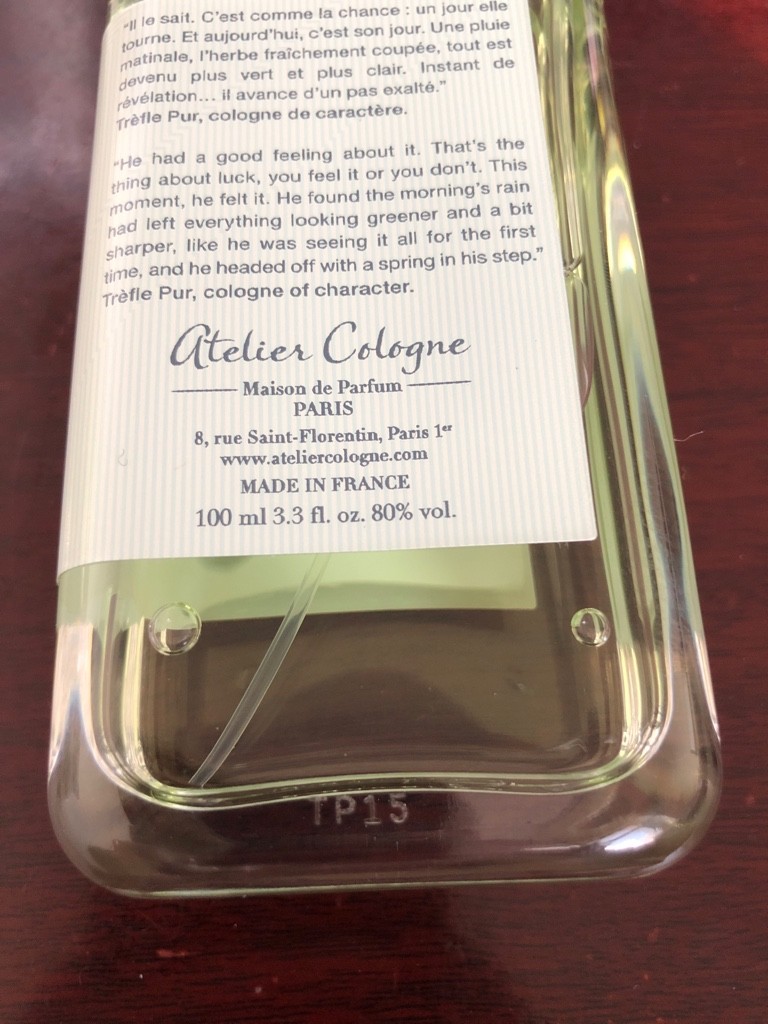 “Il le sait. C’est comme la chance : un jour elle
tourne. Et aujourd’hui, c’est son jour. Une pluie
matinale, l’herbe fraîchement coupée, tout est
devenu plus vert et plus clair. Instant de
révélation... il avance d’un pas exalté.”
Trèfle Pur, cologne de caractère.
“He had a good feeling about it. That’s the
thing about luck, you feel it or you don’t. This
moment, he felt it. He found the morning’s rain
had left everything looking greener and a bit
sharper, like he was seeing it all for the first
time, and he headed off with a spring in his step.”
Trèfle Pur, cologne of character.
Atelier Cologne
Maison de Parfum
PARIS
8, rue Saint-Florentin, Paris 1er
www.ateliercologne.com
MADE IN FRANCE
100 ml 3.3 fl. oz. 80% vol.
TP15